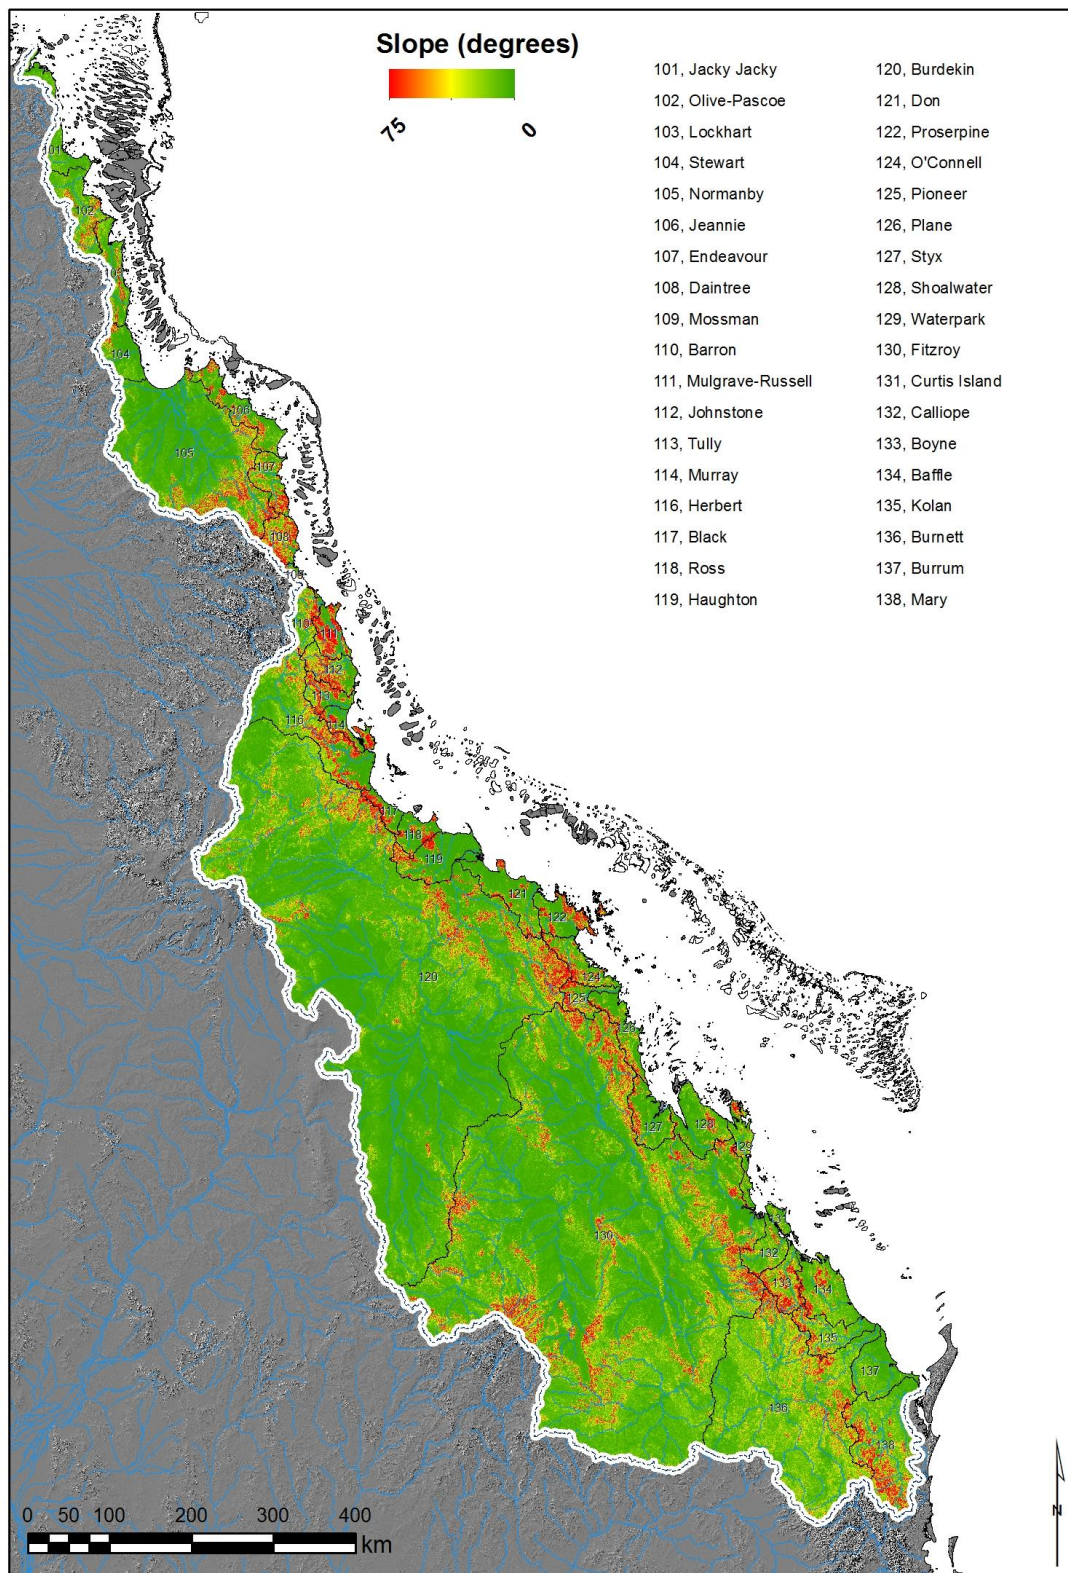 Slope (degrees)
75
0
101, Jacky Jacky
102, Olive-Pascoe
103, Lockhart
104, Stewart
105, Normanby
106, Jeannie
107, Endeavour
108, Daintree
109, Mossman
110, Barron
111, Mulgrave-Russell
112, Johnstone
113, Tully
114, Murray
116, Herbert
117, Black
118, Ross
119, Haughton
120, Burdekin
121, Don
122, Proserpine
124, O'Connell
125, Pioneer
126, Plane
127, Styx
128, Shoalwater
129, Waterpark
130, Fitzroy
131, Curtis Island
132, Calliope
133, Boyne
134, Baffle
135, Kolan
136, Burnett
137, Burrum
138, Mary
101
102
104
106
105
107
108
109
110
111
112
113
116
114
117
118
119
121
122
120
124
125
126
127
128
129
130
132
133
134
135
137
136
138
0 50 100 200 300 400
km
N